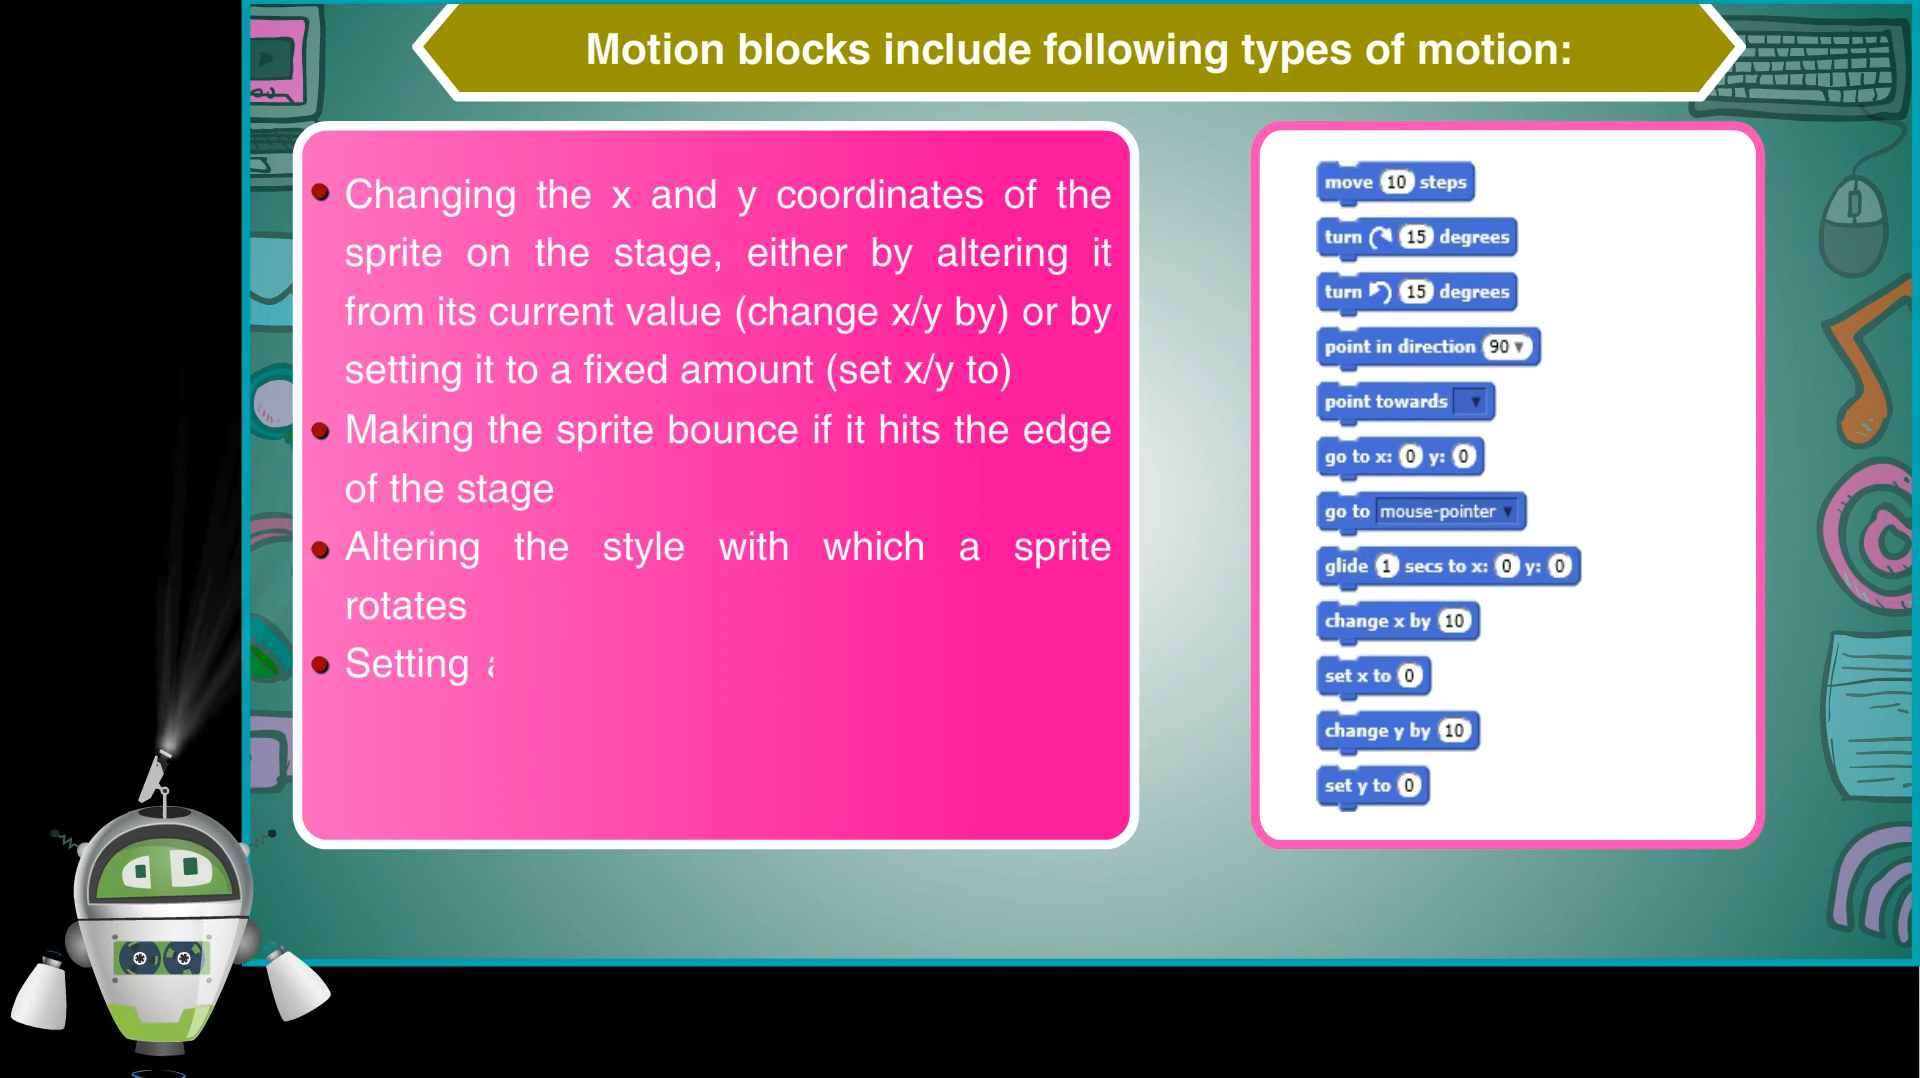 Motion blocks include following types of motion:
Changing the x and y coordinates of the
sprite on the stage, either by altering it
from its current value (change x/y by) or by
setting it to a fixed amount (set x/y to)
Making the sprite bounce if it hits the edge
of the stage
Altering the style with which a sprite
rotates
Setting
move 10 steps
turn 15 degrees
turn 15 degrees
point in direction 90
point towards
go to x: 0 y: 0
go to mouse-pointer
glide 1 secs to x: 0 y: 0
change x by 10
set x to 0
change y by 10
set y to 0